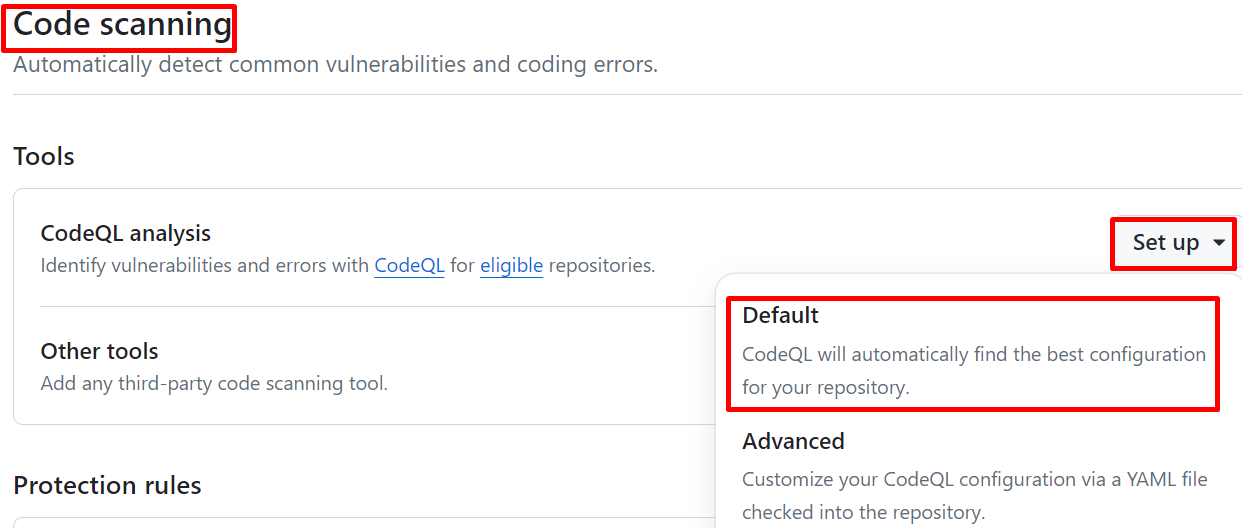 Code scanning
Automatically detect common vulnerabilities and coding errors.
Tools
CodeQL analysis
Identify vulnerabilities and errors with CodeQL for eligible repositories.
Set up
Default
CodeQL will automatically find the best configuration
for your repository.
Other tools
Add any third-party code scanning tool.
Advanced
Customize your CodeQL configuration via a YAML file
checked into the repository.
Protection rules